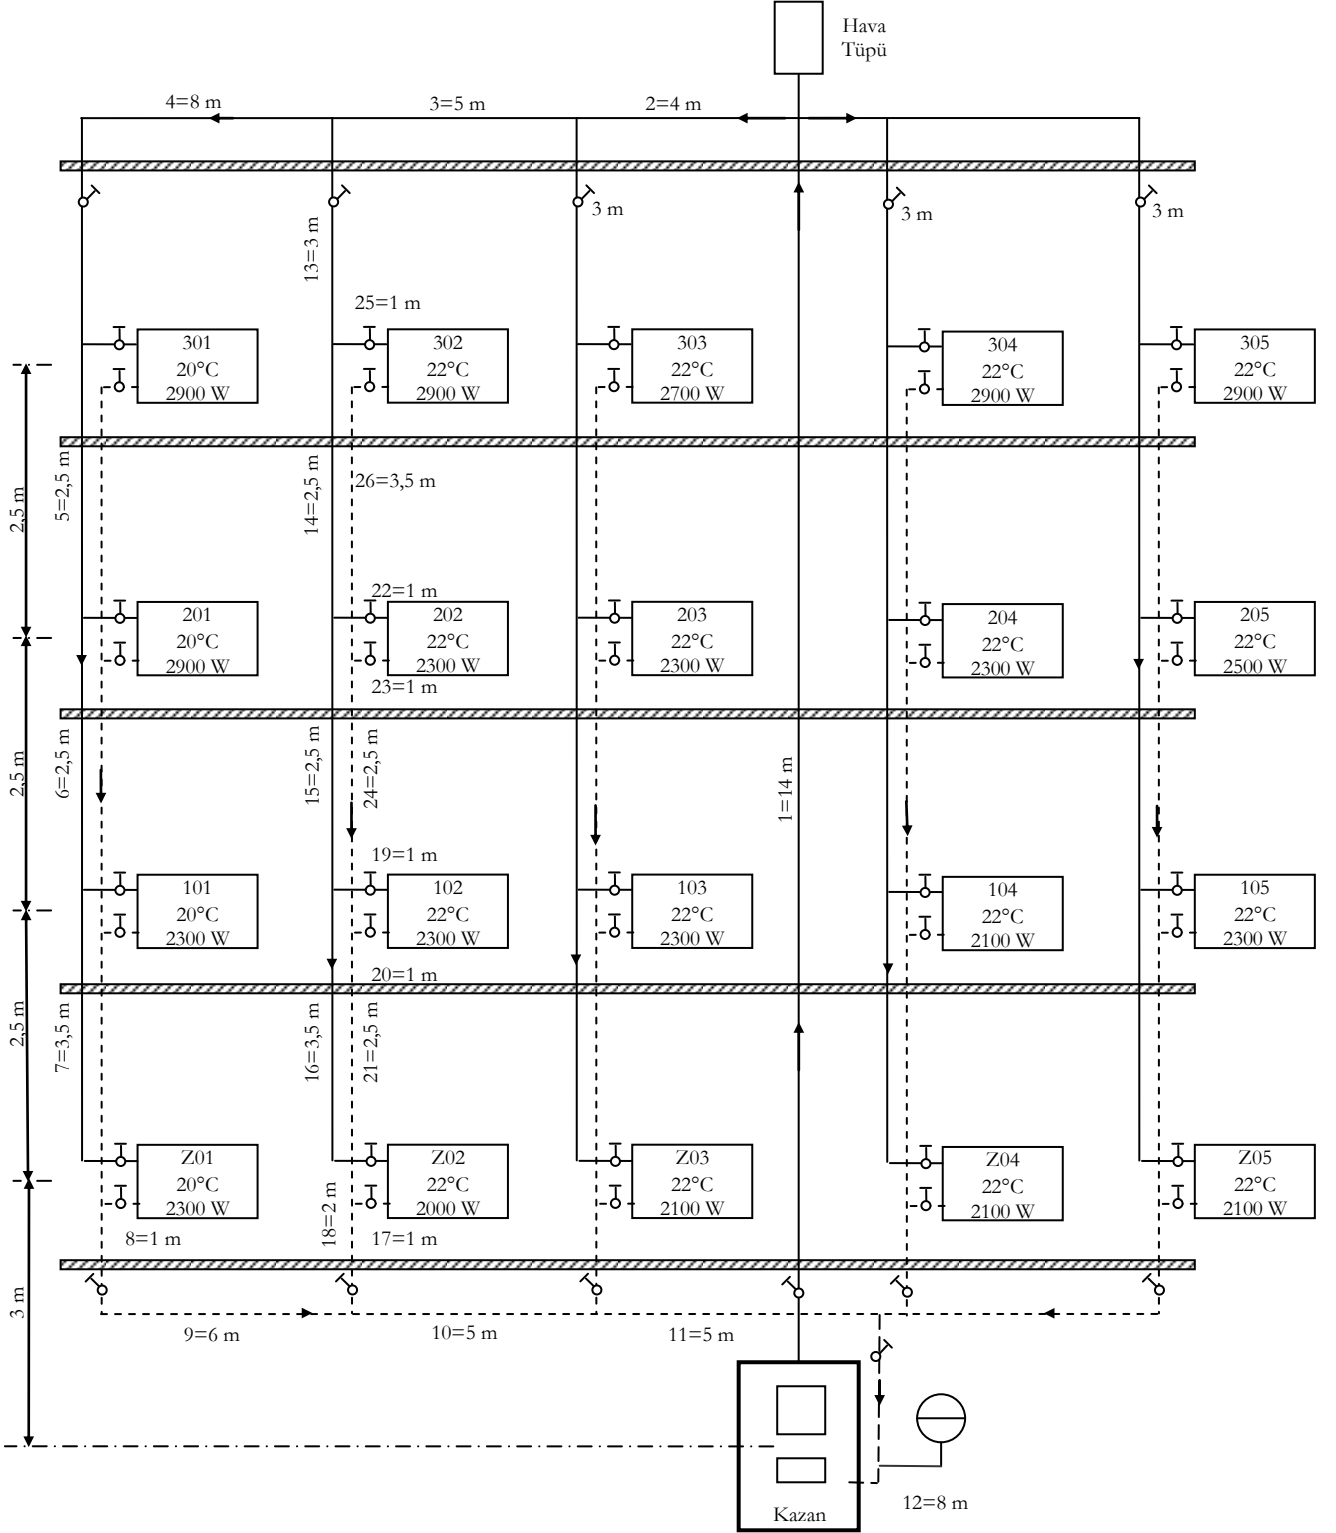 Hava
Tüpü
4=8 m
3=5 m
2=4 m
3 m
3 m
3 m
13=3 m
25=1 m
301
20°C
2900 W
302
22°C
2900 W
303
22°C
2700 W
304
22°C
2900 W
305
22°C
2900 W
2,5 m
5=2,5 m
14=2,5 m
26=3,5 m
22=1 m
201
20°C
2900 W
202
22°C
2300 W
203
22°C
2300 W
204
22°C
2300 W
205
22°C
2500 W
23=1 m
2,5 m
6=2,5 m
15=2,5 m
24=2,5 m
1=14 m
19=1 m
101
20°C
2300 W
102
22°C
2300 W
103
22°C
2300 W
104
22°C
2100 W
105
22°C
2300 W
20=1 m
2,5 m
7=3,5 m
16=3,5 m
21=2,5 m
Z01
20°C
2300 W
Z02
22°C
2000 W
Z03
22°C
2100 W
Z04
22°C
2100 W
Z05
22°C
2100 W
8=1 m
18=2 m
17=1 m
3 m
9=6 m
10=5 m
11=5 m
Kazan
12=8 m